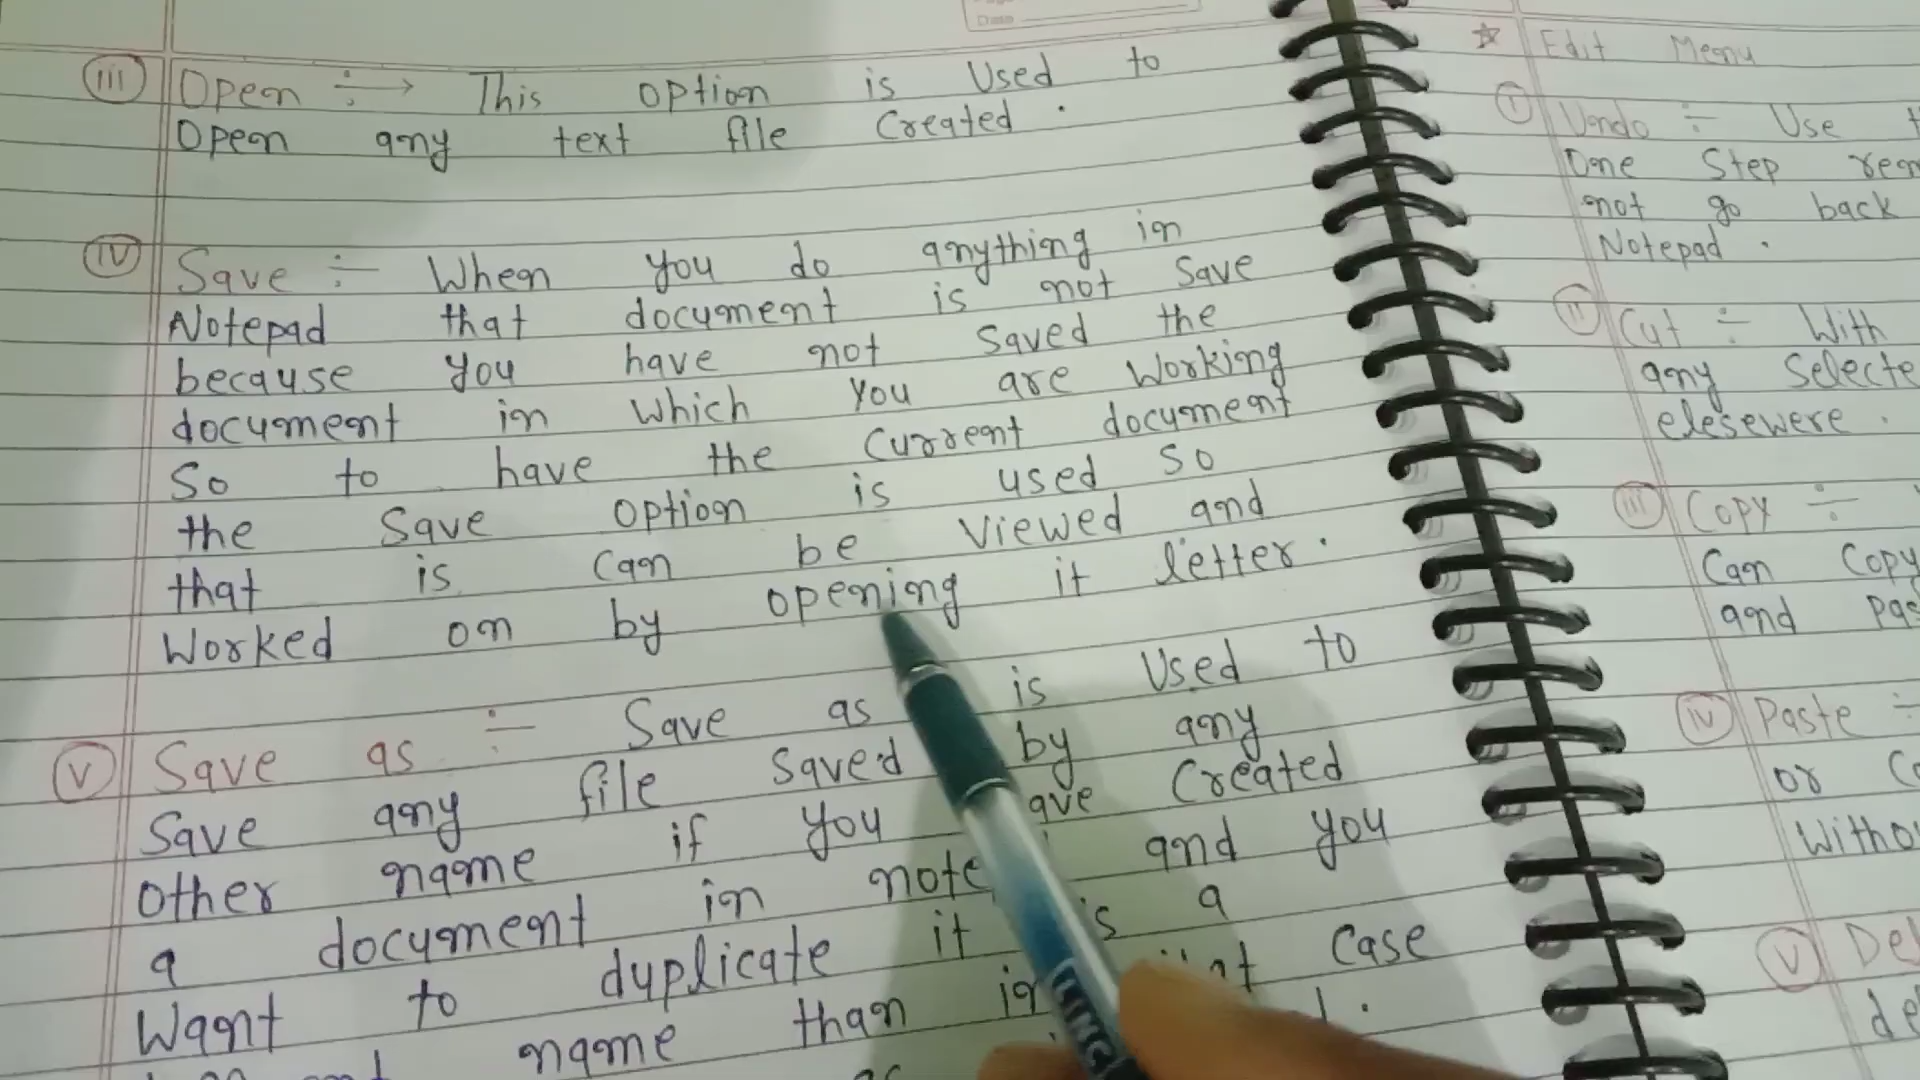 Date
(iii) Open ÷→ This option is Used to
Open any text file Created.
(iv) Save ÷ When you do anything in
Notepad that document is not Save
because you have not Saved the
document in Which you are Working
So to have the Current document
the Save option is used So
that is can be Viewed and
Worked on by opening it letter.
(v) Save as ÷ Save as is Used to
Save any file Saved by any
Other name if you ave Created
a document in note and you
Want to duplicate it is a
name than in at Case
☆ Edit Menu
(i) Undo ÷ Use
One Step
not go back
Notepad.
(ii) Cut ÷ With
any Selecte
elesewere.
(iii) Copy ÷
Can Copy
and Pas
(iv) Paste ÷
or Co
Witho
(v) Del
del
LINC